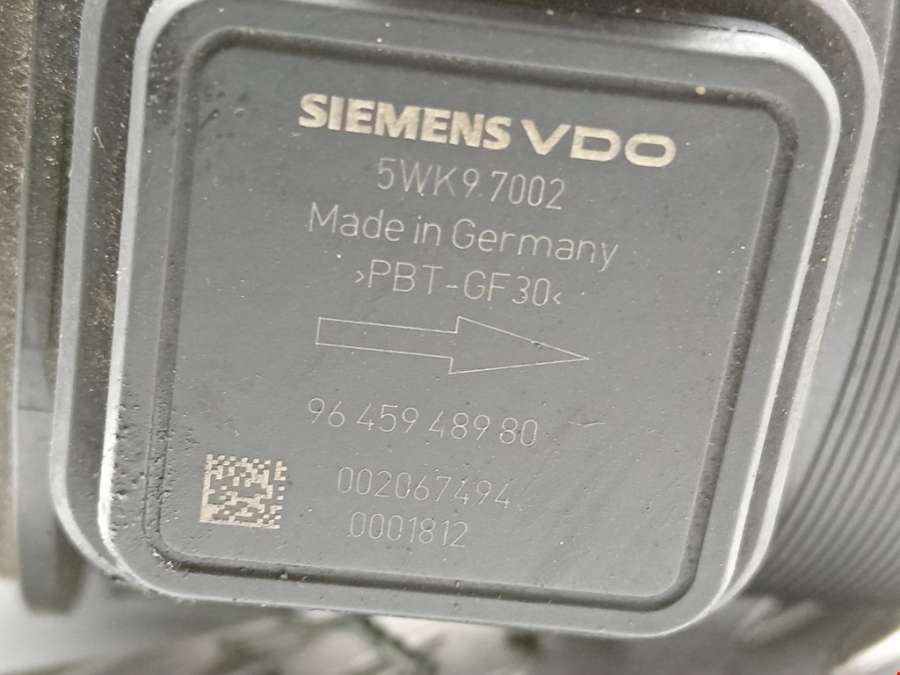 SIEMENS VDO
5WK9 7002
Made in Germany
>PBT-GF30<
96 459 489 80
002067494
0001812